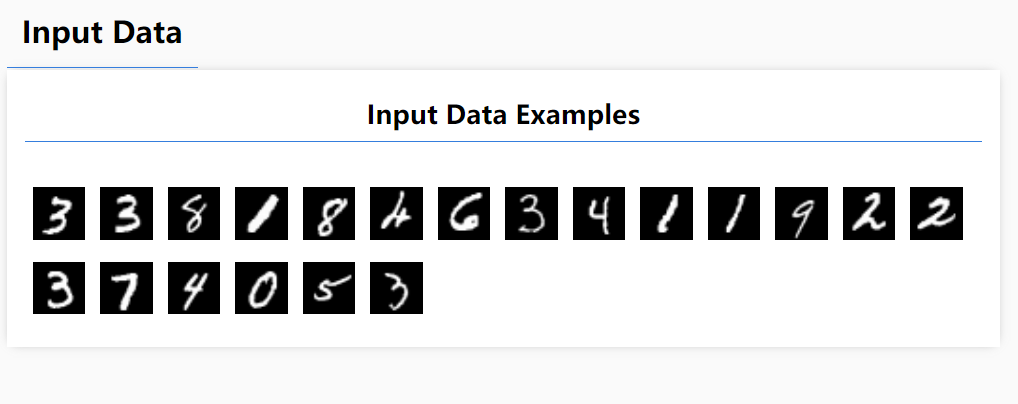 Input Data
Input Data Examples
3 3 8 1 8 4 6 3 4 1 1 9 2 2
3 7 4 0 5 3